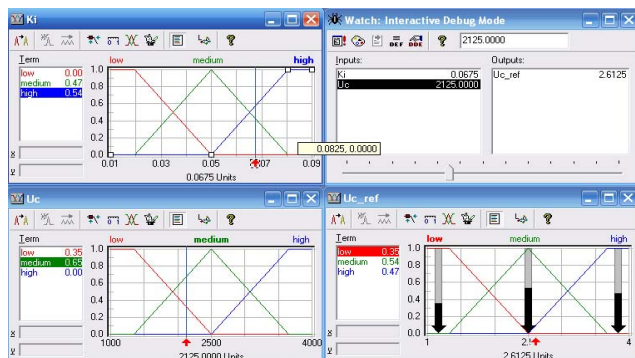 Ki
Term
low 0.00
medium 0.47
high 0.54
low medium high
1.0
0.8
0.6
0.4
0.2
0.0
0.01 0.03 0.05 0.07 0.09
0.0675 Units
x
y
0.0825, 0.0000
Watch: Interactive Debug Mode
DEF DDE ? 2125.0000
Inputs: Outputs:
Ki 0.0675 Uc_ref 2.6125
Uc 2125.0000
Uc
Term
low 0.35
medium 0.65
high 0.00
low medium high
1.0
0.8
0.6
0.4
0.2
0.0
1000 2500 4000
2125.0000 Units
x
y
Uc_ref
Term
low 0.35
medium 0.54
high 0.47
low medium high
1.0
0.8
0.6
0.4
0.2
0.0
1 4
2.6125 Units
x
y